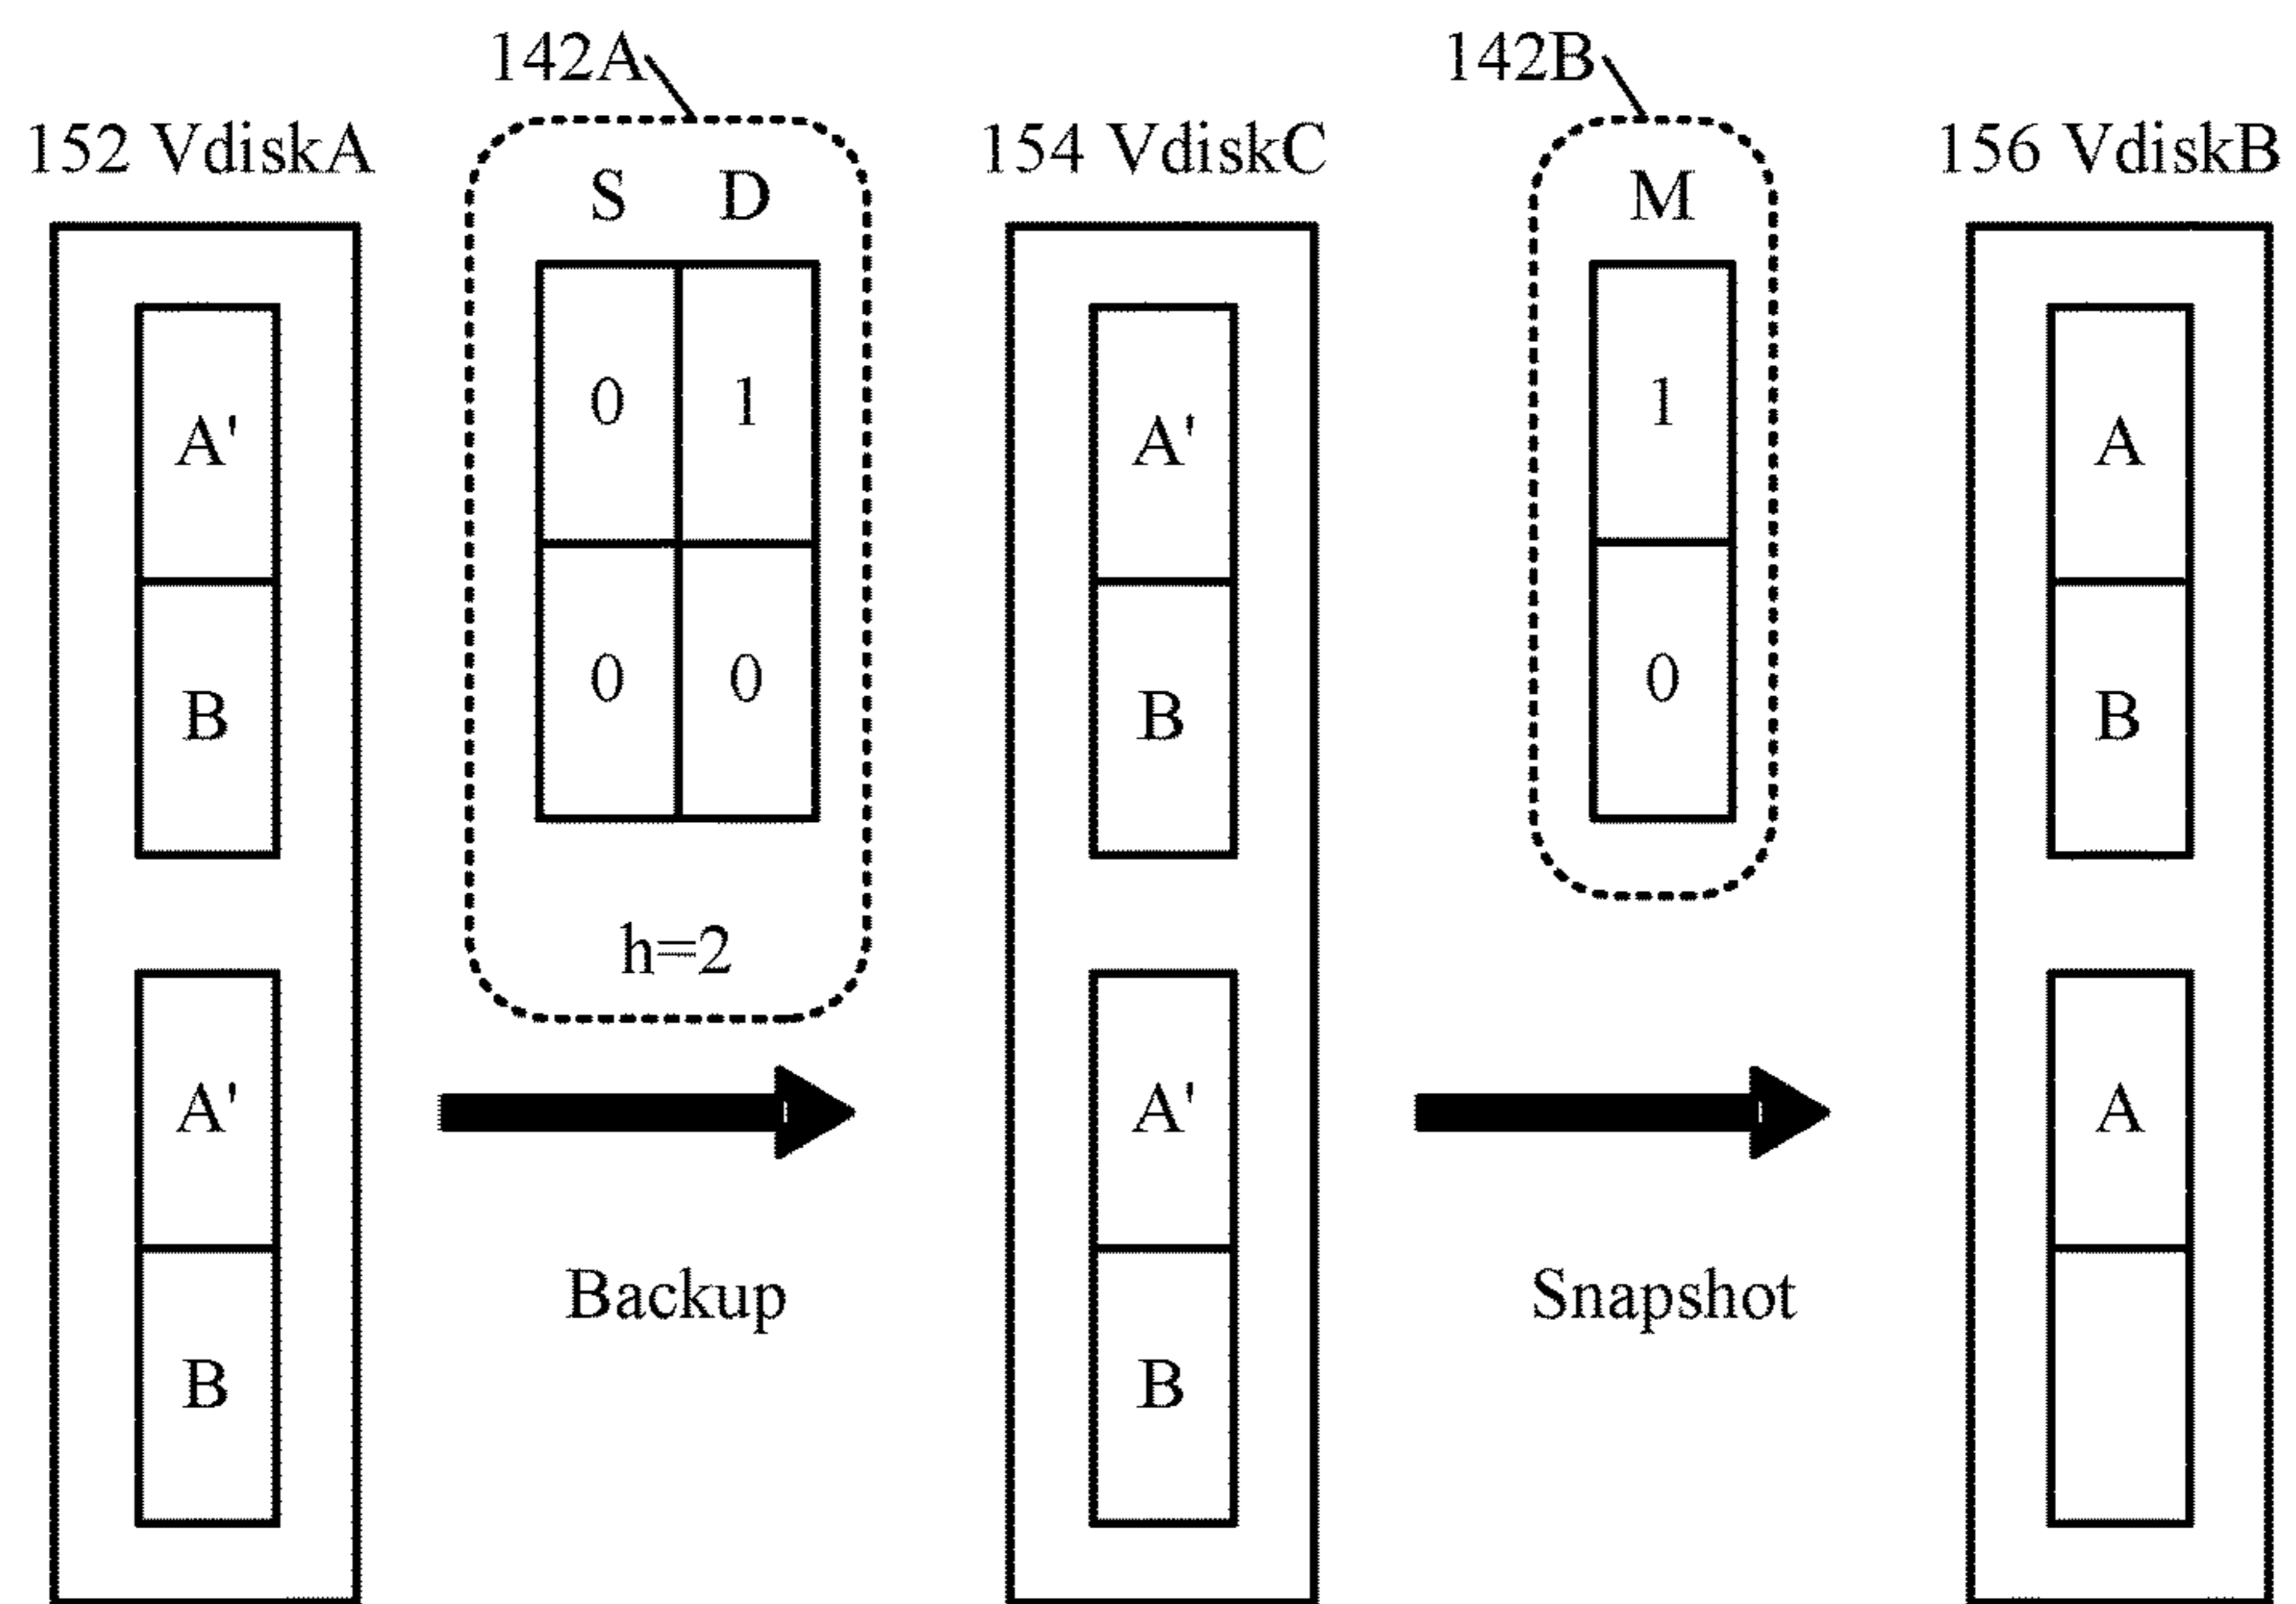 142A
142B
152 VdiskA
154 VdiskC
156 VdiskB
S D
M
A'
B
0 1
0 0
h=2
A'
B
1
0
A
B
A'
B
Backup
A'
B
Snapshot
A